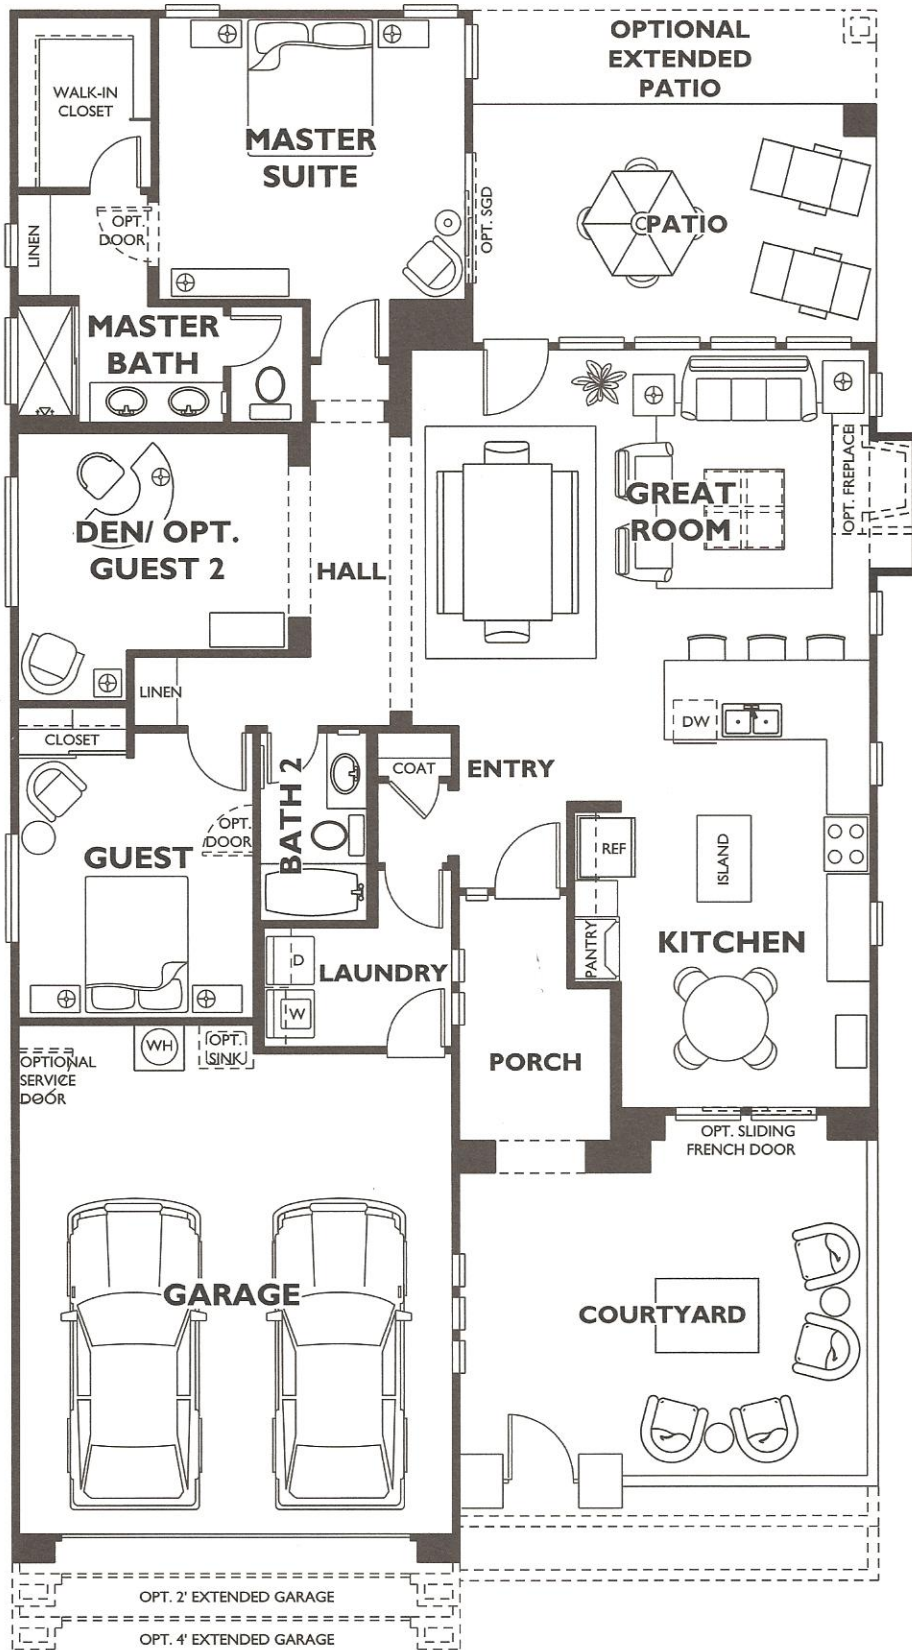 OPTIONAL
EXTENDED
PATIO
WALK-IN
CLOSET
MASTER
SUITE
OPT. SGD
PATIO
LINEN
OPT.
DOOR
MASTER
BATH
GREAT
ROOM
OPT. FREPLACE
DEN/ OPT.
GUEST 2
HALL
LINEN
DW
CLOSET
COAT
ENTRY
BATH 2
OPT.
DOOR
GUEST
REF
ISLAND
PANTRY
KITCHEN
D
LAUNDRY
W
WH
OPT.
SINK
OPTIONAL
SERVICE
DOOR
PORCH
OPT. SLIDING
FRENCH DOOR
GARAGE
COURTYARD
OPT. 2' EXTENDED GARAGE
OPT. 4' EXTENDED GARAGE